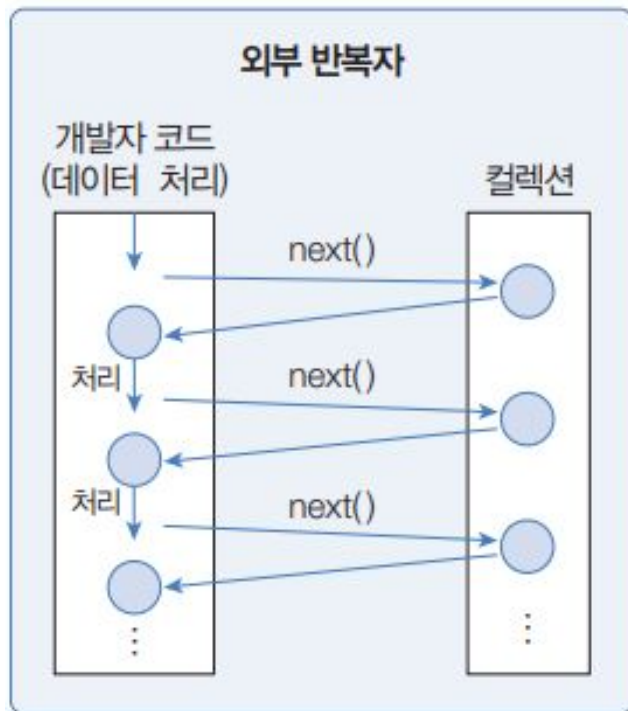 외부 반복자
개발자 코드
(데이터 처리)
컬렉션
next()
처리
next()
처리
next()
⋮
⋮